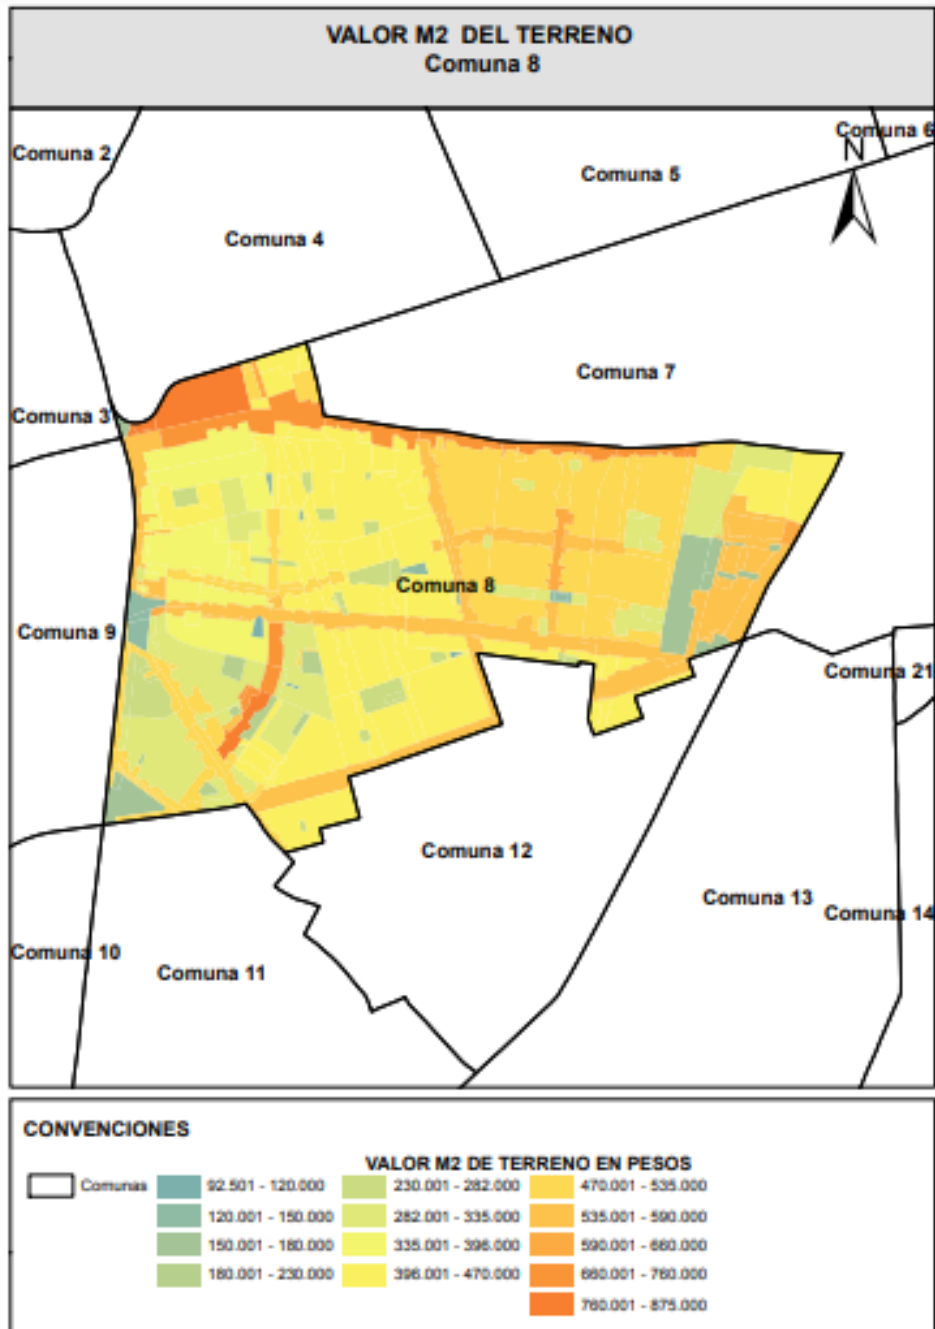 VALOR M2 DEL TERRENO
Comuna 8
Comuna 6
Comuna 2
N
Comuna 5
Comuna 4
Comuna 7
Comuna 3
Comuna 8
Comuna 9
Comuna 21
Comuna 12
Comuna 13
Comuna 14
Comuna 10
Comuna 11
CONVENCIONES
VALOR M2 DE TERRENO EN PESOS
Comunas
92.501 - 120.000
230.001 - 282.000
470.001 - 535.000
120.001 - 150.000
282.001 - 335.000
535.001 - 590.000
150.001 - 180.000
335.001 - 396.000
590.001 - 660.000
180.001 - 230.000
396.001 - 470.000
660.001 - 760.000
760.001 - 875.000